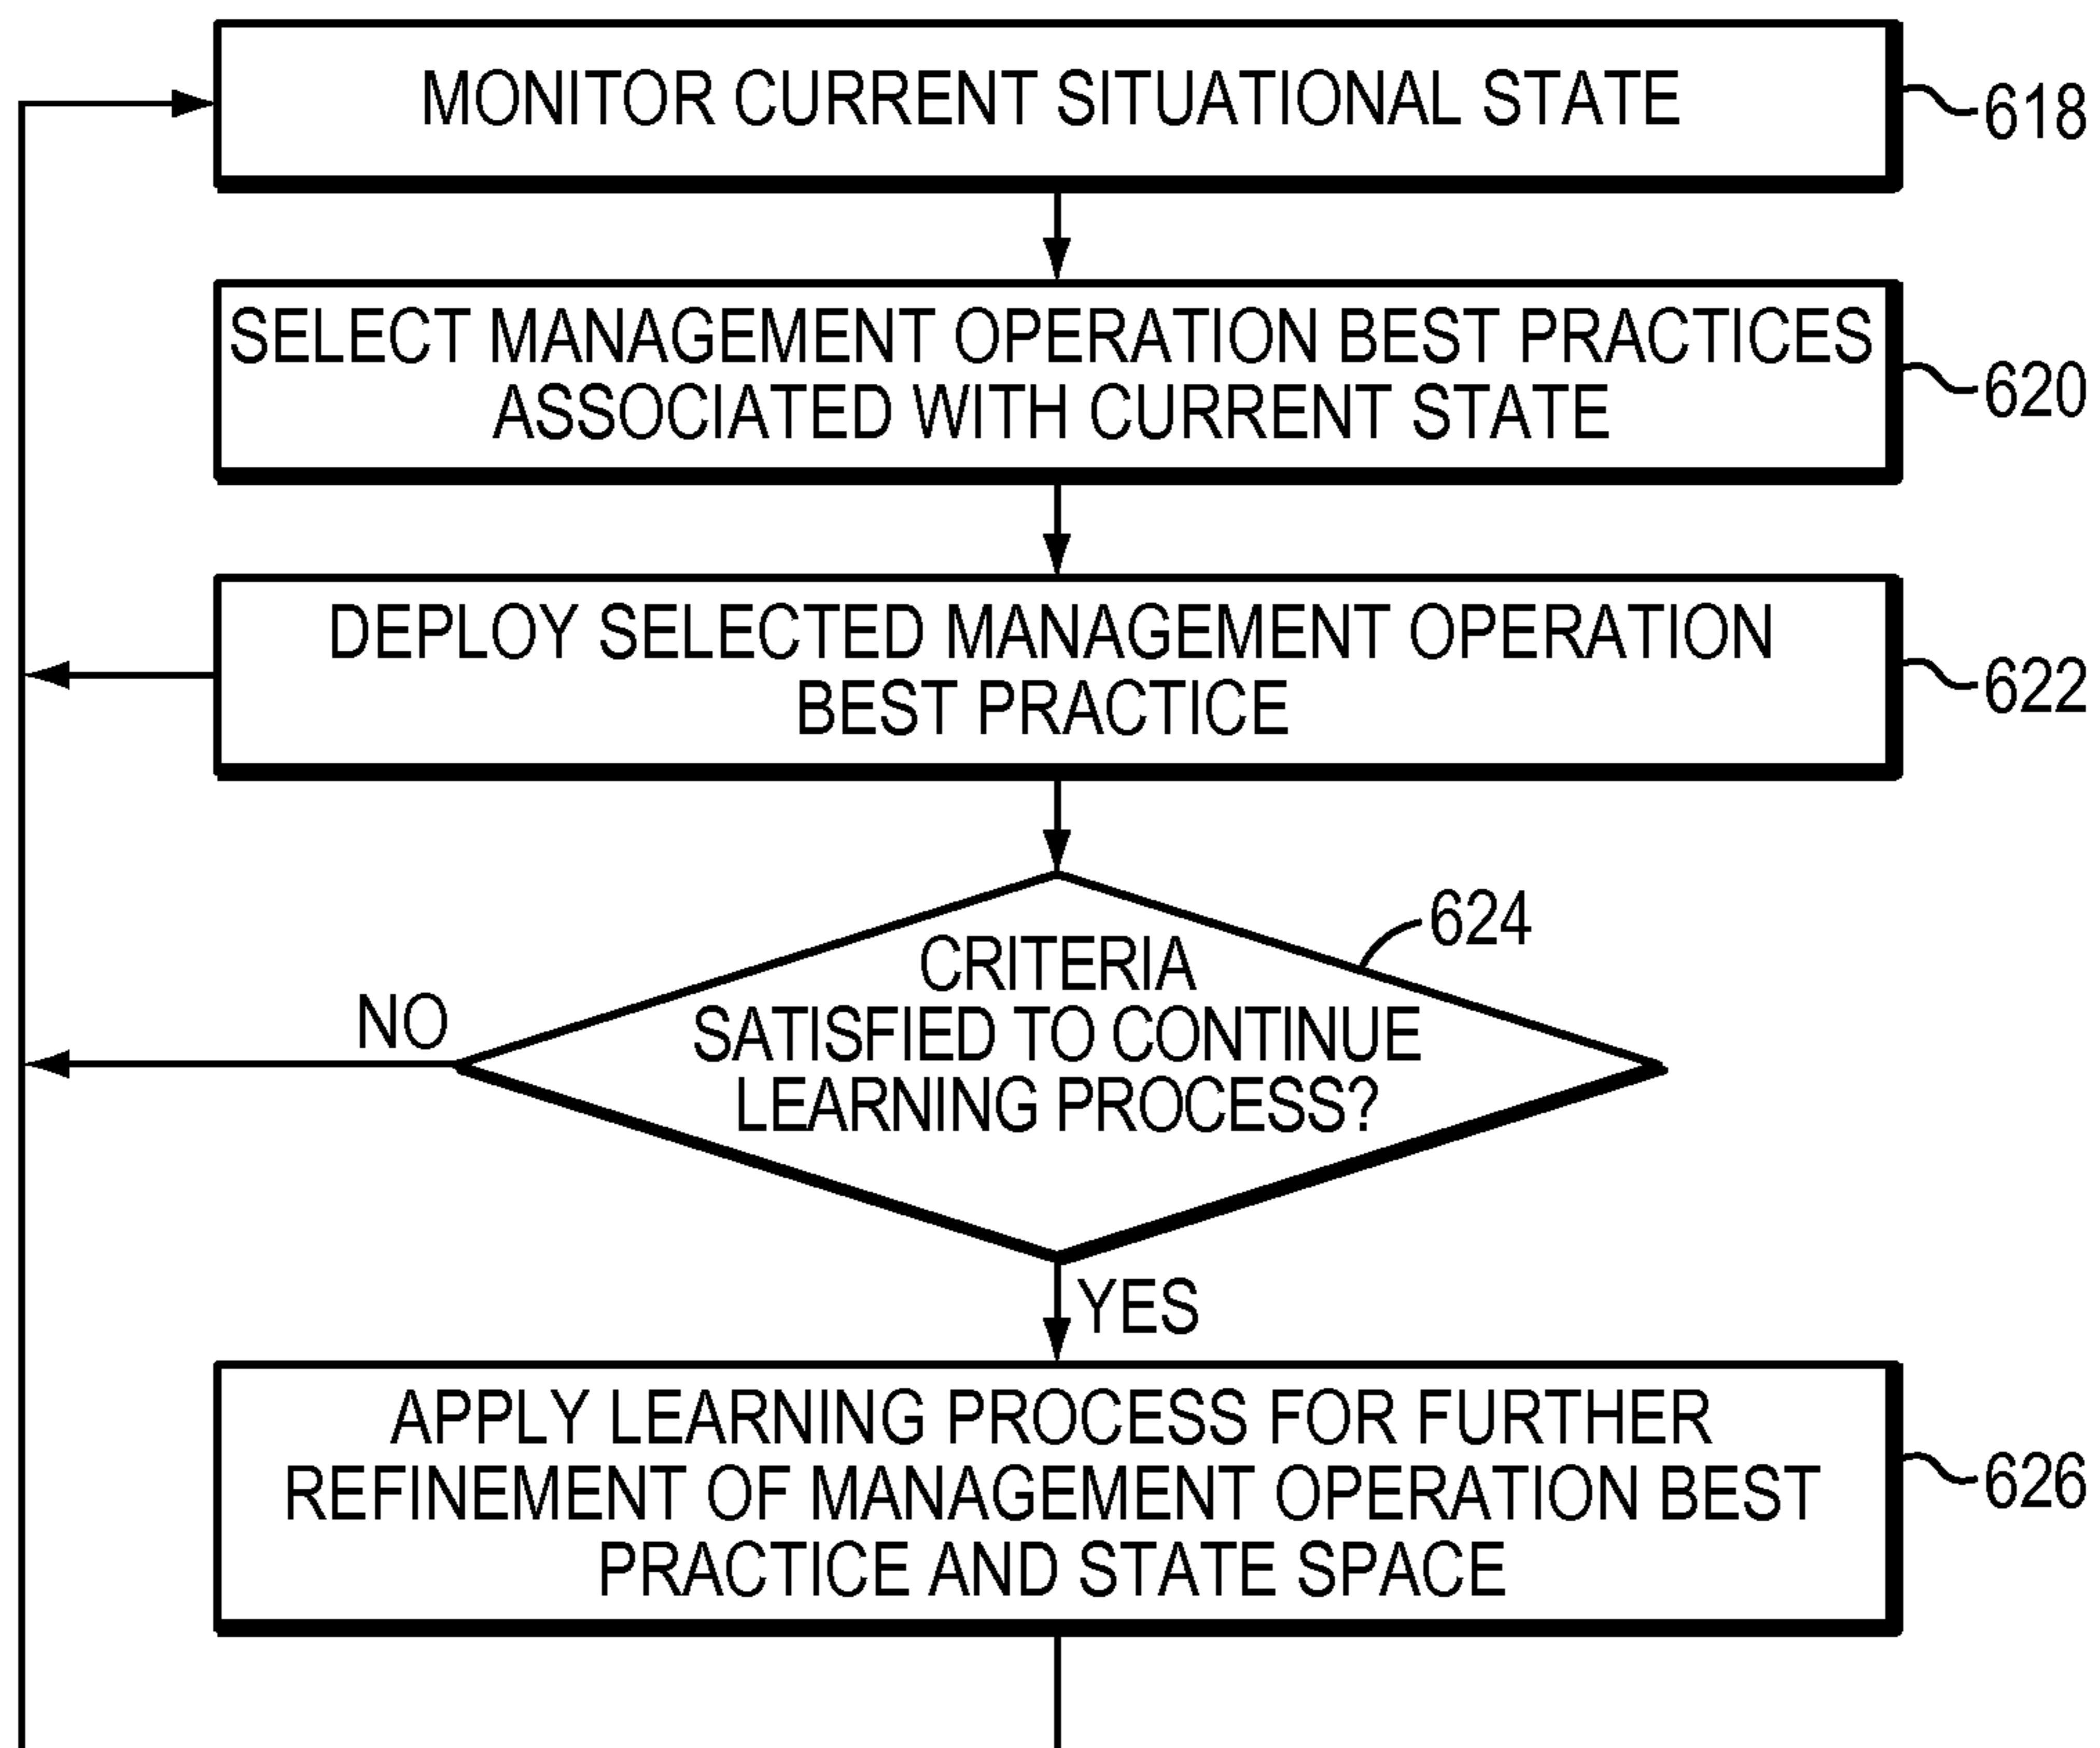 MONITOR CURRENT SITUATIONAL STATE
618
SELECT MANAGEMENT OPERATION BEST PRACTICES
ASSOCIATED WITH CURRENT STATE
620
DEPLOY SELECTED MANAGEMENT OPERATION
BEST PRACTICE
622
624
CRITERIA
SATISFIED TO CONTINUE
LEARNING PROCESS?
NO
YES
APPLY LEARNING PROCESS FOR FURTHER
REFINEMENT OF MANAGEMENT OPERATION BEST
PRACTICE AND STATE SPACE
626